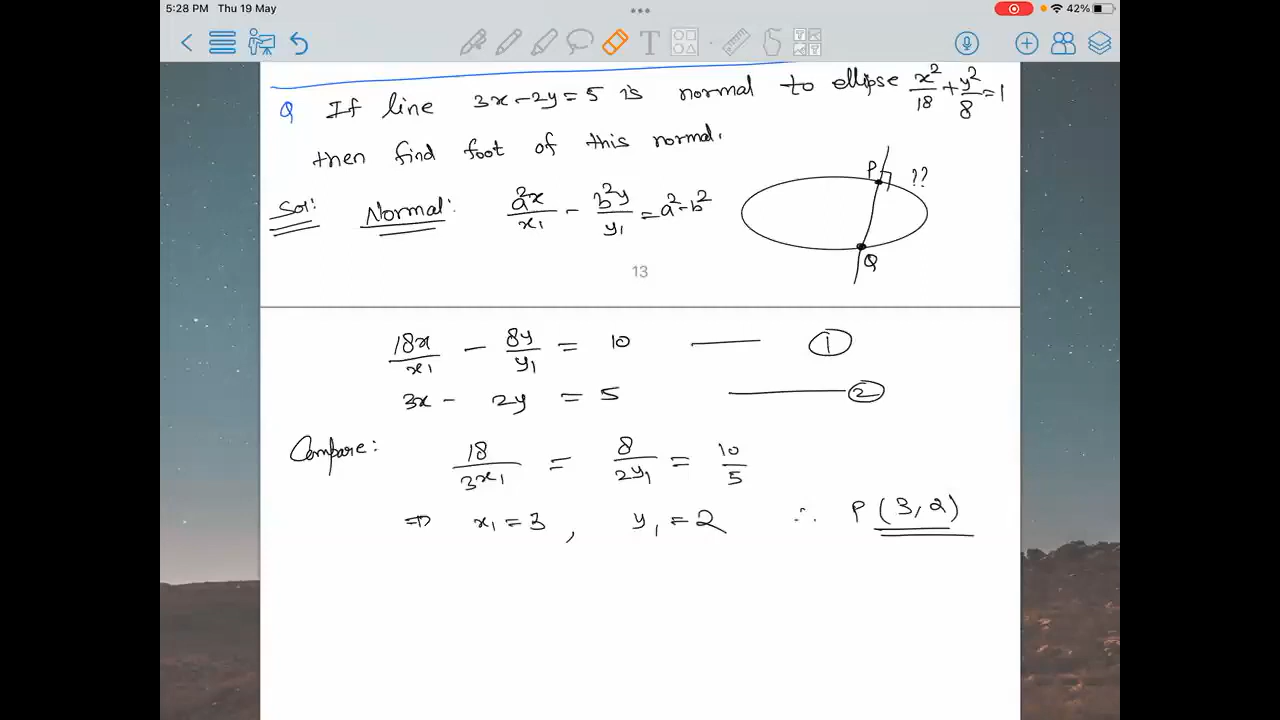 5:28 PM Thu 19 May 42%
Q If line 3x-2y=5 is normal to ellipse x²/18 + y²/8 = 1
then find foot of this normal.
P ??
Sol: Normal: a²x/x₁ - b²y/y₁ = a²-b²
Q
13
18x/x₁ - 8y/y₁ = 10 —— ①
3x - 2y = 5 —— ②
Compare: 18/3x₁ = 8/2y₁ = 10/5
⇒ x₁ = 3, y₁ = 2 ∴ P (3,2)